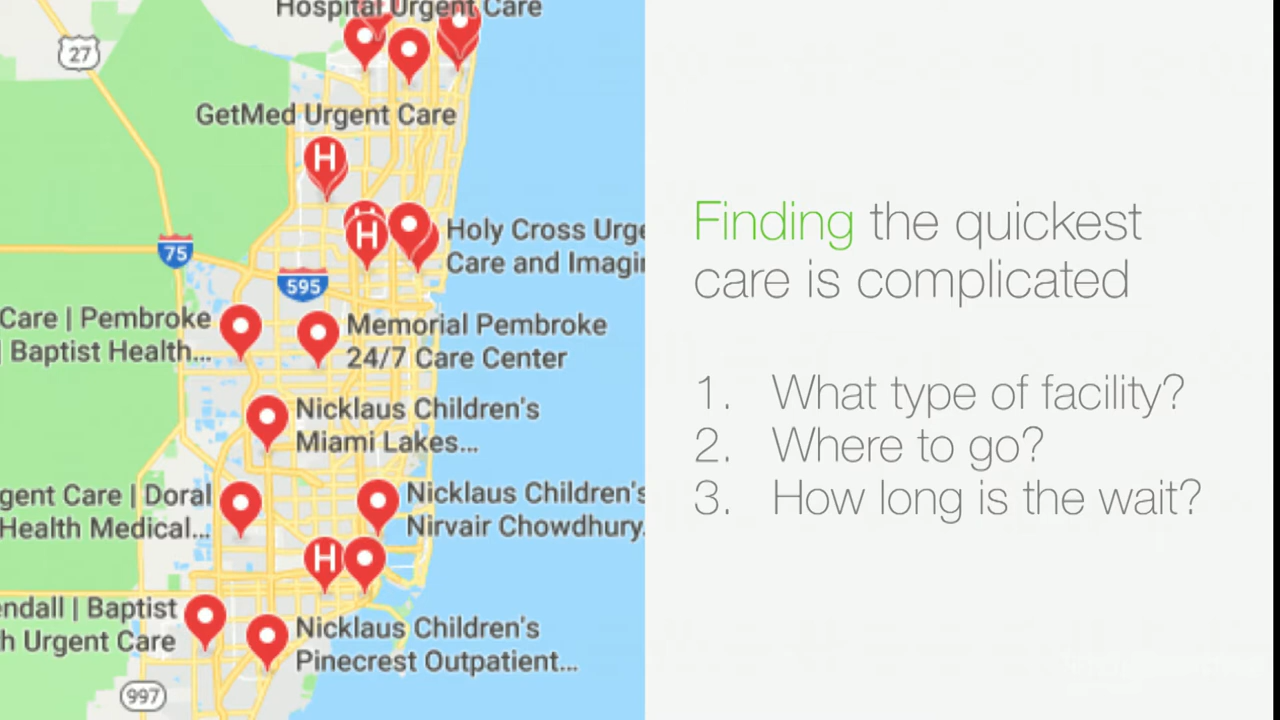 Hospital Urgent Care
27
GetMed Urgent Care
H
H
H
Holy Cross Urge
Care and Imagi
75
595
Care | Pembroke
| Baptist Health...
Memorial Pembroke
24/7 Care Center
Nicklaus Children's
Miami Lakes...
gent Care | Doral
Health Medical...
Nicklaus Children's
Nirvair Chowdhury.
H
endall | Baptist
h Urgent Care
Nicklaus Children's
Pinecrest Outpatient...
997
Finding the quickest
care is complicated
1. What type of facility?
2. Where to go?
3. How long is the wait?